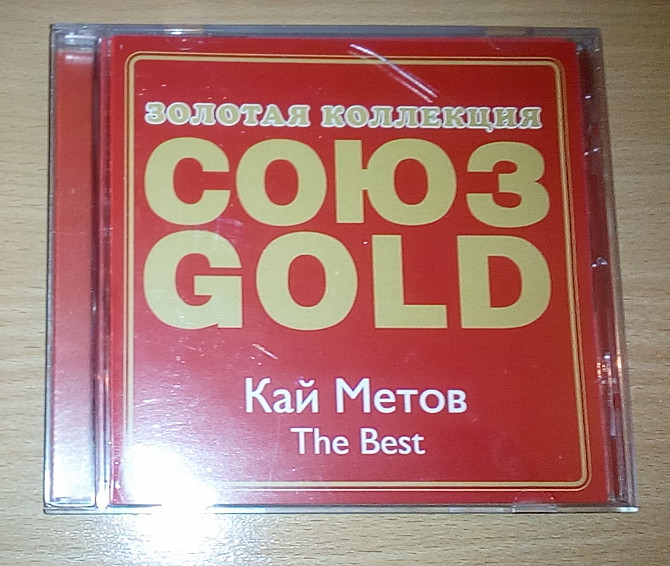 ЗОЛОТАЯ КОЛЛЕКЦИЯ
СОЮЗ
GOLD
Кай Метов
The Best